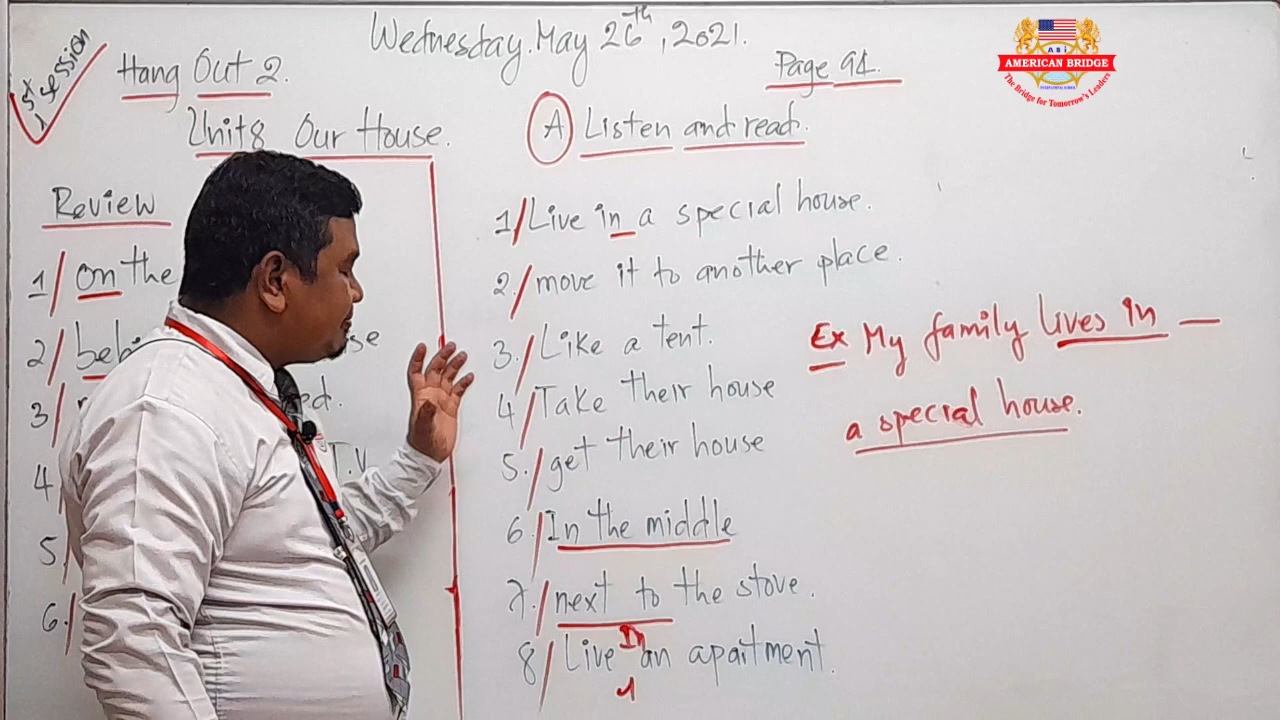 Wednesday. May 26th, 2021.
session
Hang Out 2.
Page 91.
Unit 8 Our House.
A Listen and read.
Review
1/ on the
2/ behi se
3/ ed.
4/ T.V
5/
6/
1/ Live in a special house.
2/ move it to another place.
3/ Like a tent.
4/ Take their house
5/ get their house
6/ In the middle
7/ next to the stove.
8/ Live In an apartment.
Ex My family lives in —
a special house.
ABI
AMERICAN BRIDGE
The Bridge for Tomorrow's Leaders